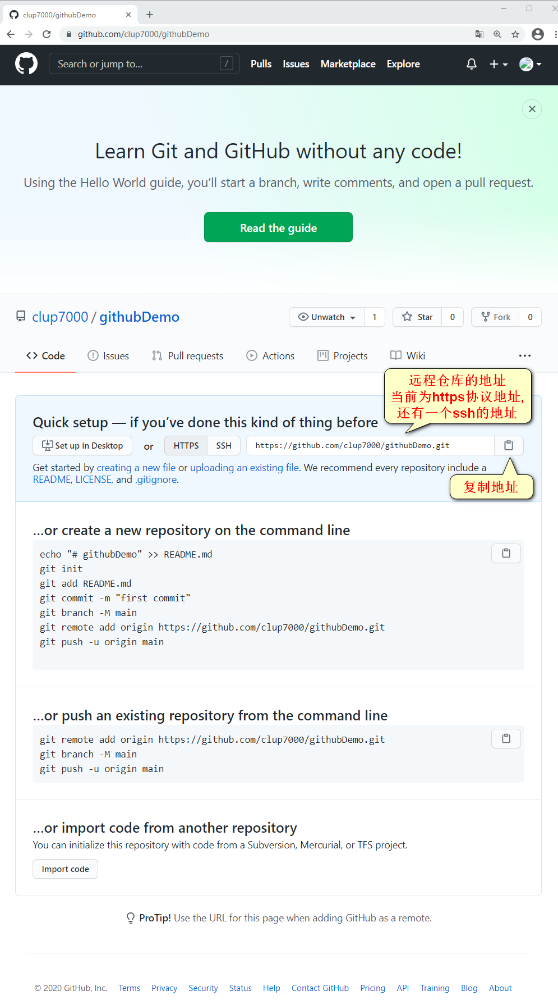 clup7000/githubDemo
github.com/clup7000/githubDemo
Search or jump to... / Pulls Issues Marketplace Explore
Learn Git and GitHub without any code!
Using the Hello World guide, you’ll start a branch, write comments, and open a pull request.
Read the guide
clup7000 / githubDemo Unwatch 1 Star 0 Fork 0
Code Issues Pull requests Actions Projects Wiki ...
远程仓库的地址
当前为https协议地址,
还有一个ssh的地址
Quick setup — if you’ve done this kind of thing before
Set up in Desktop or HTTPS SSH https://github.com/clup7000/githubDemo.git
Get started by creating a new file or uploading an existing file. We recommend every repository include a
README, LICENSE, and .gitignore.
复制地址
...or create a new repository on the command line
echo "# githubDemo" >> README.md
git init
git add README.md
git commit -m "first commit"
git branch -M main
git remote add origin https://github.com/clup7000/githubDemo.git
git push -u origin main
...or push an existing repository from the command line
git remote add origin https://github.com/clup7000/githubDemo.git
git branch -M main
git push -u origin main
...or import code from another repository
You can initialize this repository with code from a Subversion, Mercurial, or TFS project.
Import code
ProTip! Use the URL for this page when adding GitHub as a remote.
© 2020 GitHub, Inc. Terms Privacy Security Status Help Contact GitHub Pricing API Training Blog About